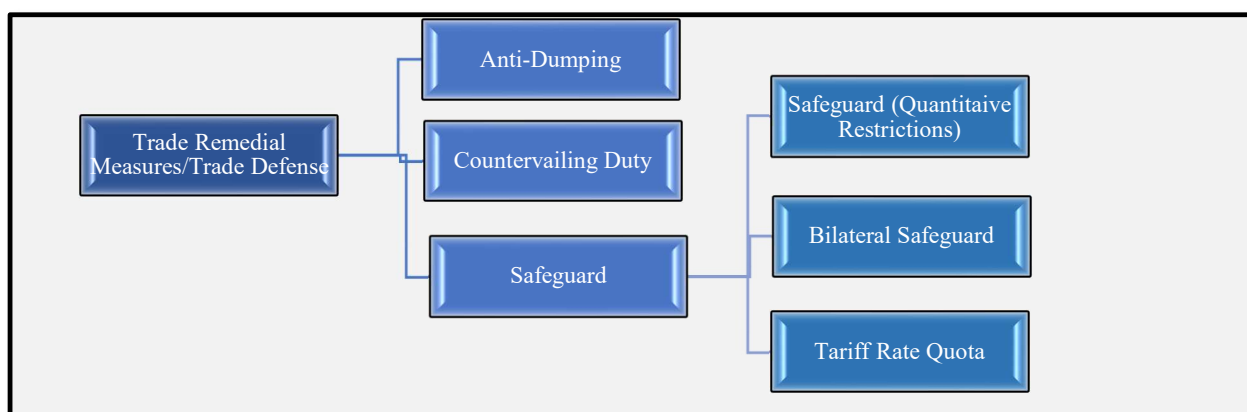 Anti-Dumping
Trade Remedial
Measures/Trade Defense
Countervailing Duty
Safeguard
Safeguard (Quantitaive
Restrictions)
Bilateral Safeguard
Tariff Rate Quota